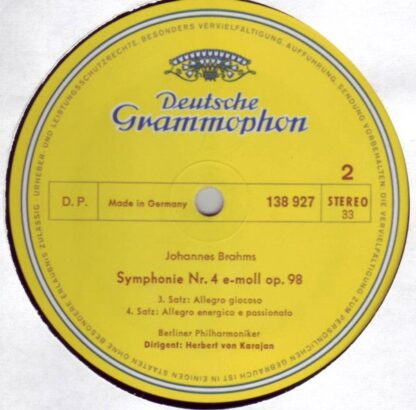 Deutsche
Grammophon
2
D. P.
Made in Germany
138 927
STEREO
33
Johannes Brahms
Symphonie Nr. 4 e-moll op. 98
3. Satz: Allegro giocoso
4. Satz: Allegro energico e passionato
Berliner Philharmoniker
Dirigent: Herbert von Karajan
URHEBER- UND LEISTUNGSSCHUTZRECHTE, BESONDERS VERVIELFÄLTIGUNG, AUFFÜHRUNG, SENDUNG VORBEHALTEN. DIE VERVIELFÄLTIGUNG ZUM PERSÖNLICHEN GEBRAUCH IST IN EINIGEN STAATEN OHNE BESONDERE ERLAUBNIS ZULÄSSIG